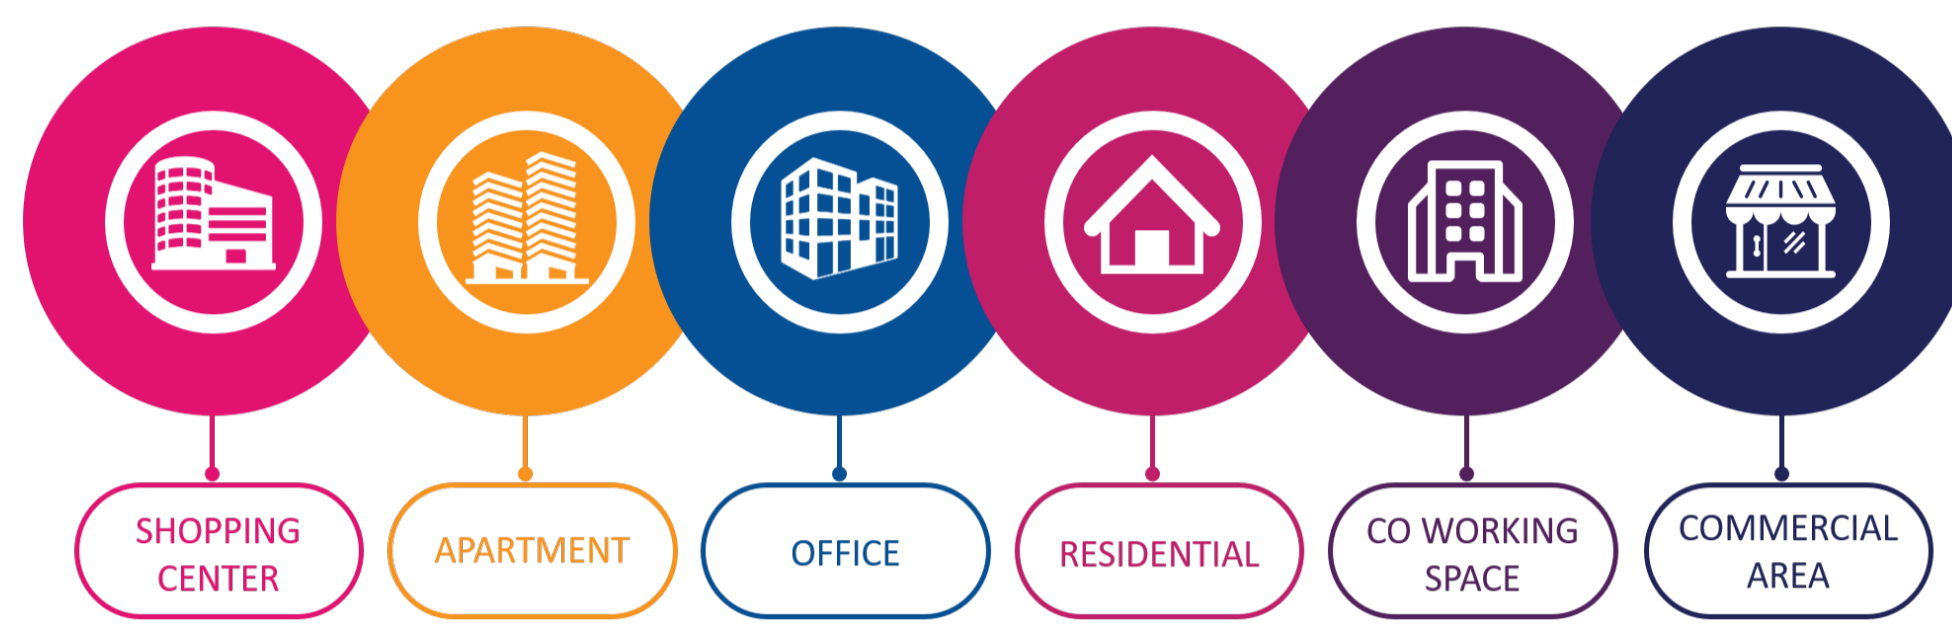 SHOPPING
CENTER
APARTMENT
OFFICE
RESIDENTIAL
CO WORKING
SPACE
COMMERCIAL
AREA